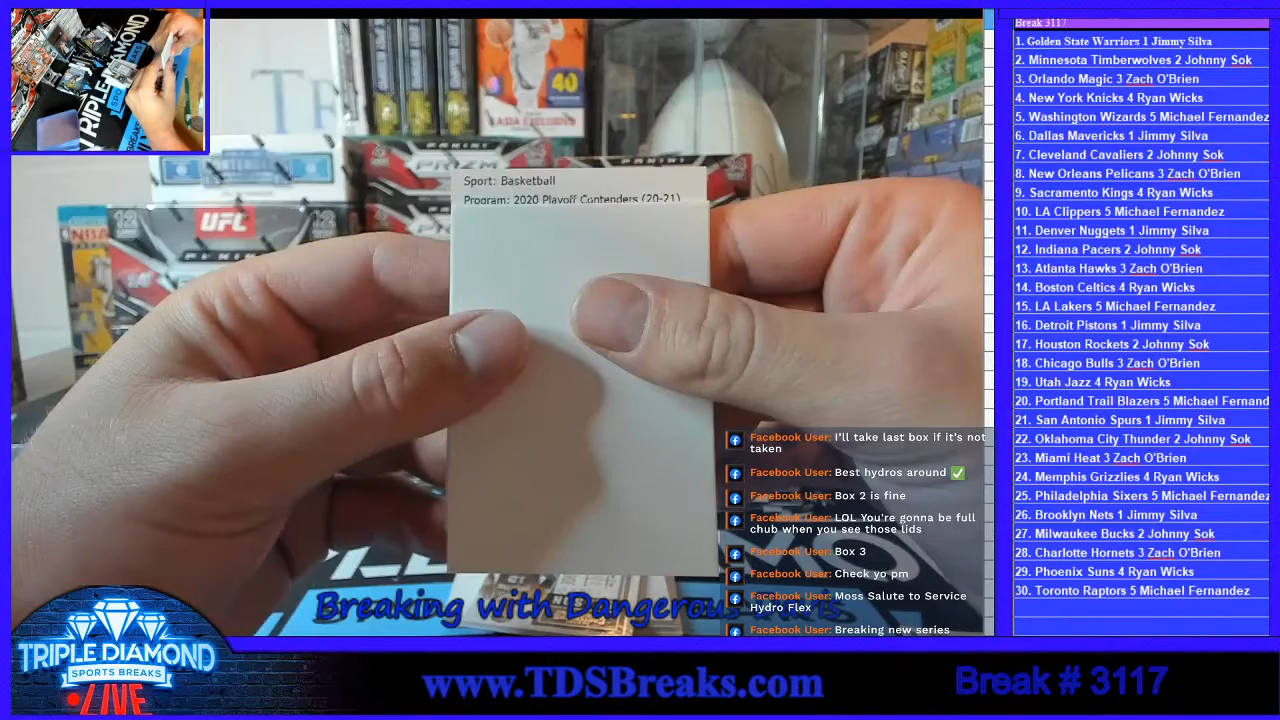 Break 3117
1. Golden State Warriors 1 Jimmy Silva
2. Minnesota Timberwolves 2 Johnny Sok
3. Orlando Magic 3 Zach O'Brien
4. New York Knicks 4 Ryan Wicks
5. Washington Wizards 5 Michael Fernandez
6. Dallas Mavericks 1 Jimmy Silva
7. Cleveland Cavaliers 2 Johnny Sok
8. New Orleans Pelicans 3 Zach O'Brien
9. Sacramento Kings 4 Ryan Wicks
10. LA Clippers 5 Michael Fernandez
11. Denver Nuggets 1 Jimmy Silva
12. Indiana Pacers 2 Johnny Sok
13. Atlanta Hawks 3 Zach O'Brien
14. Boston Celtics 4 Ryan Wicks
15. LA Lakers 5 Michael Fernandez
16. Detroit Pistons 1 Jimmy Silva
17. Houston Rockets 2 Johnny Sok
18. Chicago Bulls 3 Zach O'Brien
19. Utah Jazz 4 Ryan Wicks
20. Portland Trail Blazers 5 Michael Fernand
21. San Antonio Spurs 1 Jimmy Silva
22. Oklahoma City Thunder 2 Johnny Sok
23. Miami Heat 3 Zach O'Brien
24. Memphis Grizzlies 4 Ryan Wicks
25. Philadelphia Sixers 5 Michael Fernandez
26. Brooklyn Nets 1 Jimmy Silva
27. Milwaukee Bucks 2 Johnny Sok
28. Charlotte Hornets 3 Zach O'Brien
29. Phoenix Suns 4 Ryan Wicks
30. Toronto Raptors 5 Michael Fernandez
TRIPLE DIAMOND
40
PANINI
PRIZM
PANINI
UFC
12
PANINI
Sport: Basketball
Program: 2020 Playoff Contenders (20-21)
Facebook User: I'll take last box if it's not
taken
Facebook User: Best hydros around ✅
Facebook User: Box 2 is fine
Facebook User: LOL You're gonna be full
chub when you see those lids
Facebook User: Box 3
Facebook User: Check yo pm
Facebook User: Moss Salute to Service
Hydro Flex
Facebook User: Breaking new series
Breaking with Dangerou
TRIPLE DIAMOND
SPORTS BREAKS
LIVE
www.TDSBreaks.com
Break # 3117